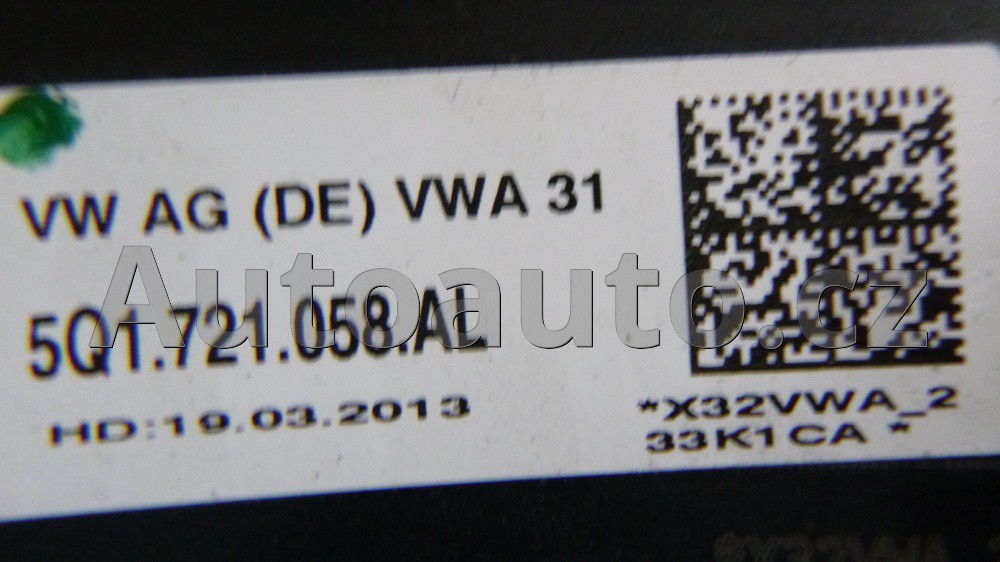 VW AG (DE) VWA 31
Autoauto.cz
5Q1.721.058.AL
HD:19.03.2013
*X32VWA_2
33K1CA *